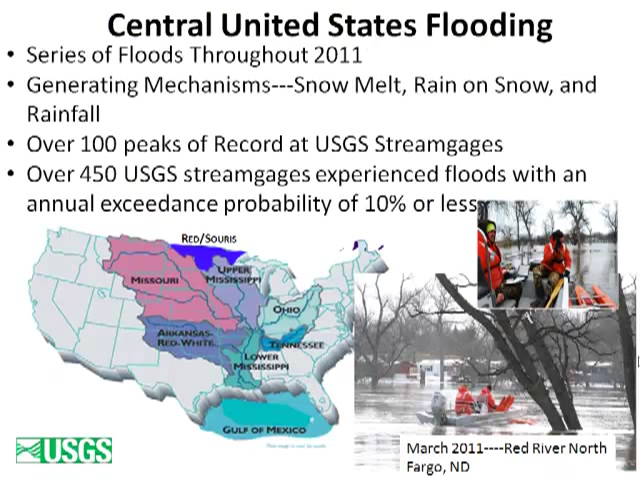 Central United States Flooding
• Series of Floods Throughout 2011
• Generating Mechanisms---Snow Melt, Rain on Snow, and
Rainfall
• Over 100 peaks of Record at USGS Streamgages
• Over 450 USGS streamgages experienced floods with an
annual exceedance probability of 10% or less
RED/SOURIS
MISSOURI
UPPER
MISSISSIPPI
OHIO
ARKANSAS-
RED-WHITE
TENNESSEE
LOWER
MISSISSIPPI
GULF OF MEXICO
USGS
March 2011----Red River North
Fargo, ND